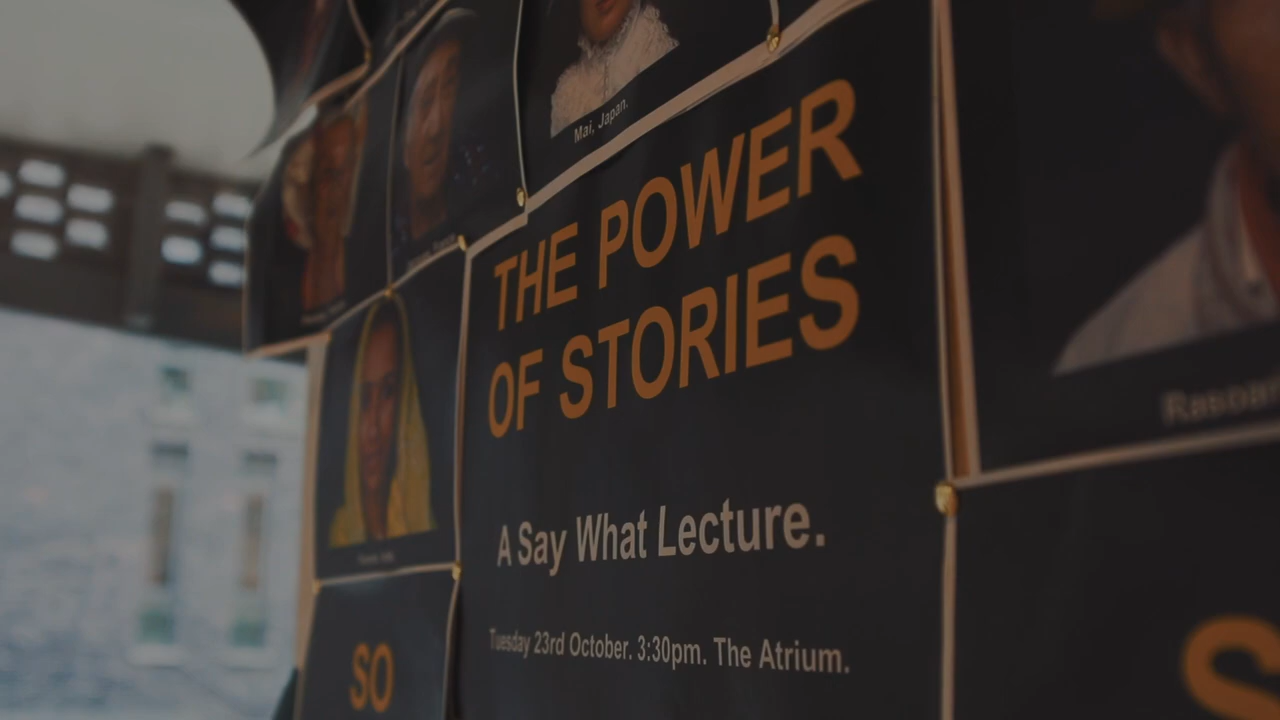 Mai, Japan.
THE POWER
OF STORIES
A Say What Lecture.
Tuesday 23rd October. 3:30pm. The Atrium.
SO